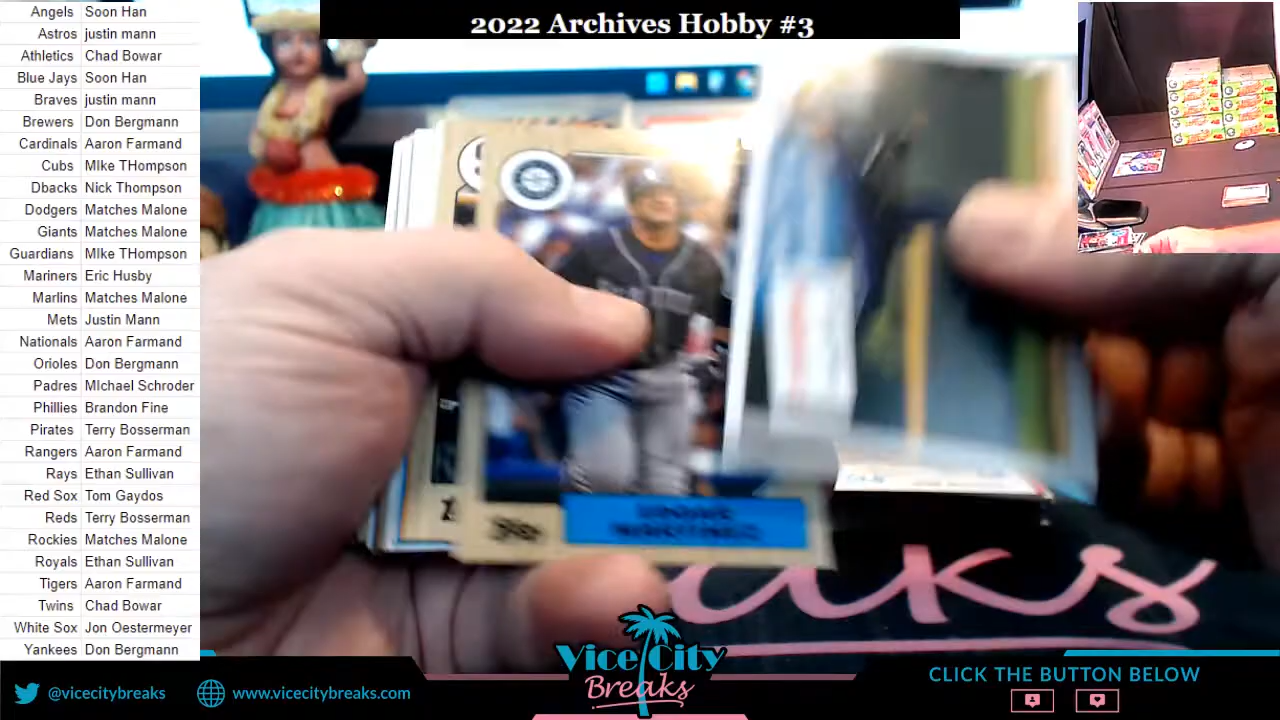 2022 Archives Hobby #3
Angels Soon Han
Astros justin mann
Athletics Chad Bowar
Blue Jays Soon Han
Braves justin mann
Brewers Don Bergmann
Cardinals Aaron Farmand
Cubs MIke THompson
Dbacks Nick Thompson
Dodgers Matches Malone
Giants Matches Malone
Guardians MIke THompson
Mariners Eric Husby
Marlins Matches Malone
Mets Justin Mann
Nationals Aaron Farmand
Orioles Don Bergmann
Padres MIchael Schroder
Phillies Brandon Fine
Pirates Terry Bosserman
Rangers Aaron Farmand
Rays Ethan Sullivan
Red Sox Tom Gaydos
Reds Terry Bosserman
Rockies Matches Malone
Royals Ethan Sullivan
Tigers Aaron Farmand
Twins Chad Bowar
White Sox Jon Oestermeyer
Yankees Don Bergmann
MARTINEZ
aks
Vice City
Breaks
@vicecitybreaks
www.vicecitybreaks.com
CLICK THE BUTTON BELOW